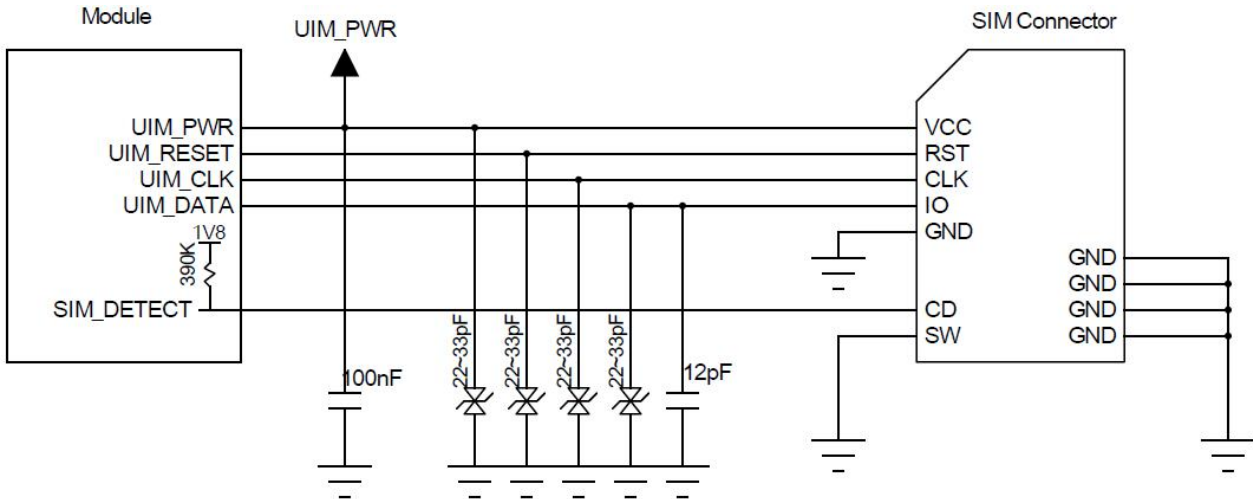 Module
SIM Connector
UIM_PWR
UIM_PWR
UIM_RESET
UIM_CLK
UIM_DATA
1V8
390K
SIM_DETECT
100nF
22~33pF
22~33pF
22~33pF
22~33pF
12pF
VCC
RST
CLK
IO
GND
GND
GND
GND
GND
CD
SW